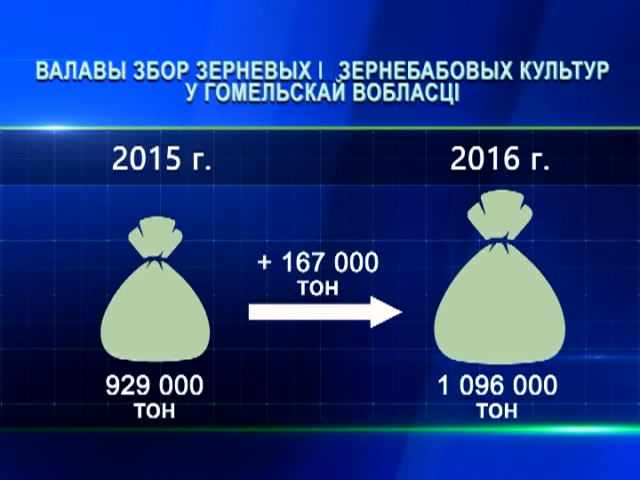 ВАЛАВЫ ЗБОР ЗЕРНЕВЫХ І ЗЕРНЕБАБОВЫХ КУЛЬТУР
У ГОМЕЛЬСКАЙ ВОБЛАСЦІ
2015 г.
2016 г.
+ 167 000
ТОН
929 000
ТОН
1 096 000
ТОН